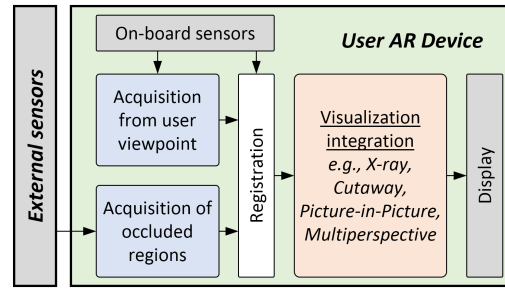 External sensors
User AR Device
On-board sensors
Acquisition
from user
viewpoint
Acquisition of
occluded
regions
Registration
Visualization
integration
e.g., X-ray,
Cutaway,
Picture-in-Picture,
Multiperspective
Display